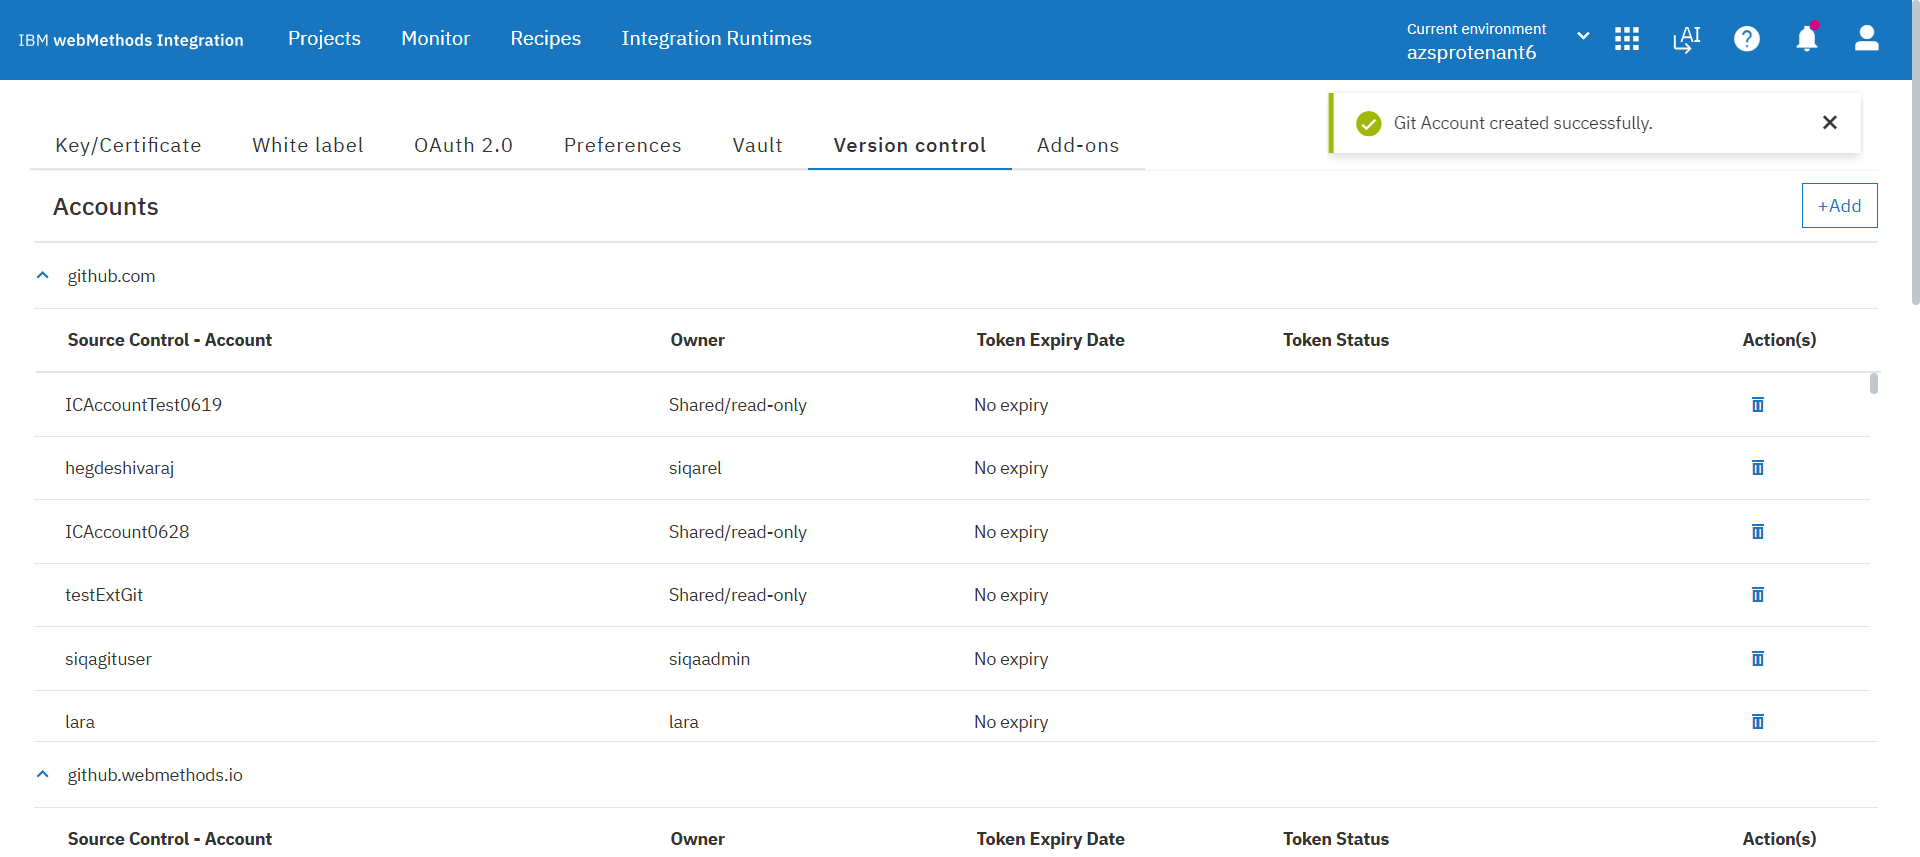 IBM webMethods Integration
Projects
Monitor
Recipes
Integration Runtimes
Current environment
azsprotenant6
AI
?
Key/Certificate
White label
OAuth 2.0
Preferences
Vault
Version control
Add-ons
Git Account created successfully.
Accounts
+Add
github.com
Source Control - Account Owner Token Expiry Date Token Status Action(s)
ICAccountTest0619 Shared/read-only No expiry
hegdeshivaraj siqarel No expiry
ICAccount0628 Shared/read-only No expiry
testExtGit Shared/read-only No expiry
siqagituser siqaadmin No expiry
lara lara No expiry
github.webmethods.io
Source Control - Account Owner Token Expiry Date Token Status Action(s)